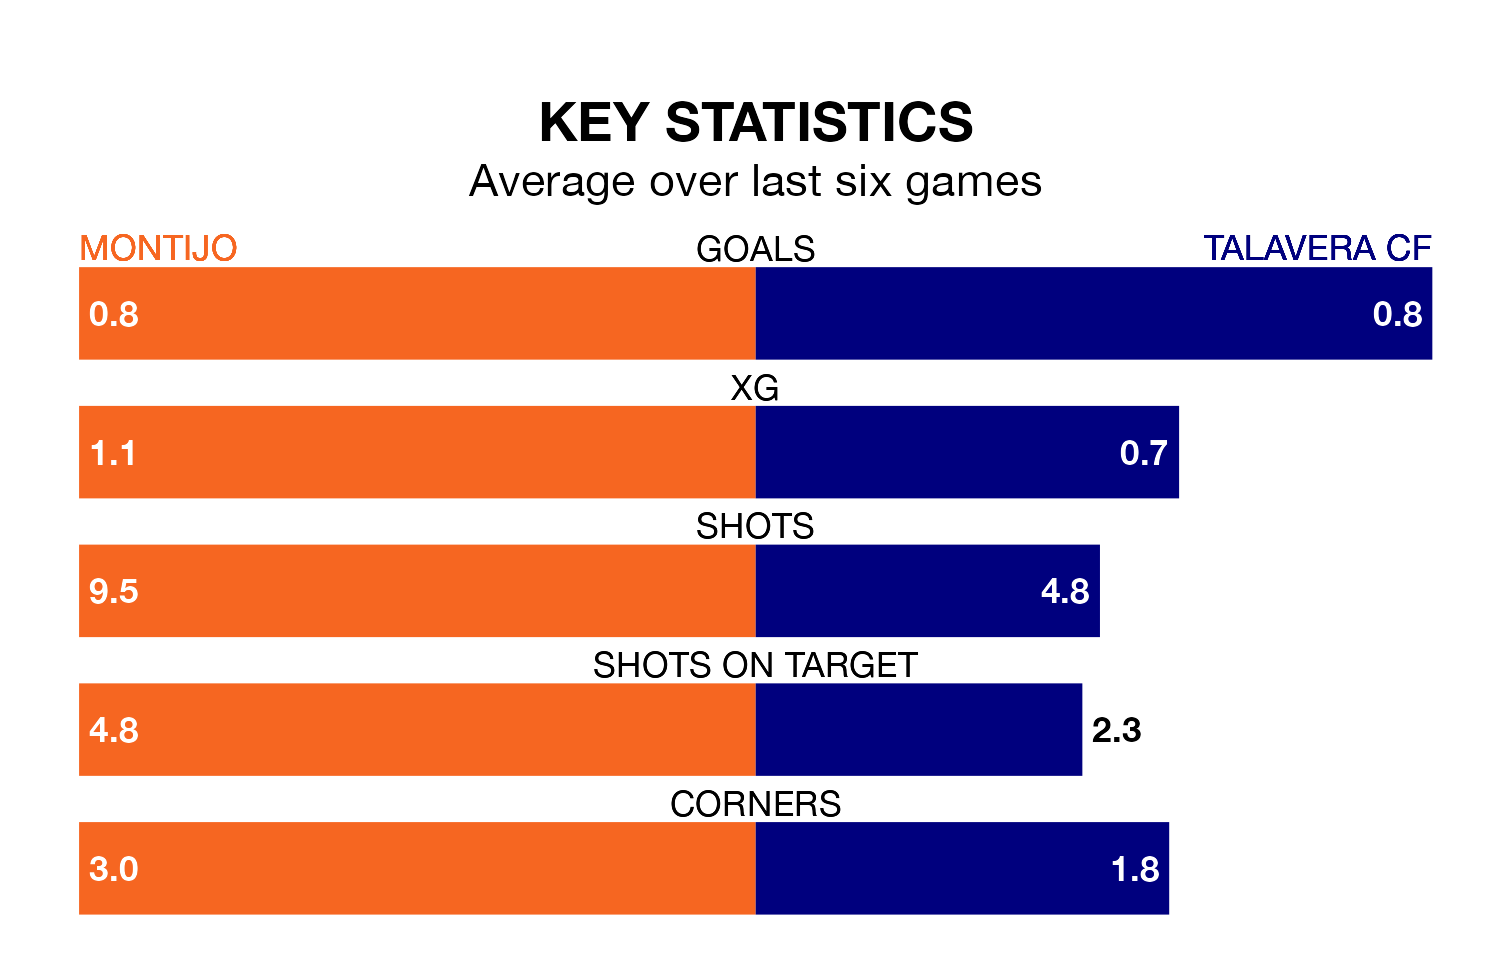 KEY STATISTICS
Average over last six games
MONTIJO GOALS TALAVERA CF
0.8 0.8
XG
1.1 0.7
SHOTS
9.5 4.8
SHOTS ON TARGET
4.8 2.3
CORNERS
3.0 1.8